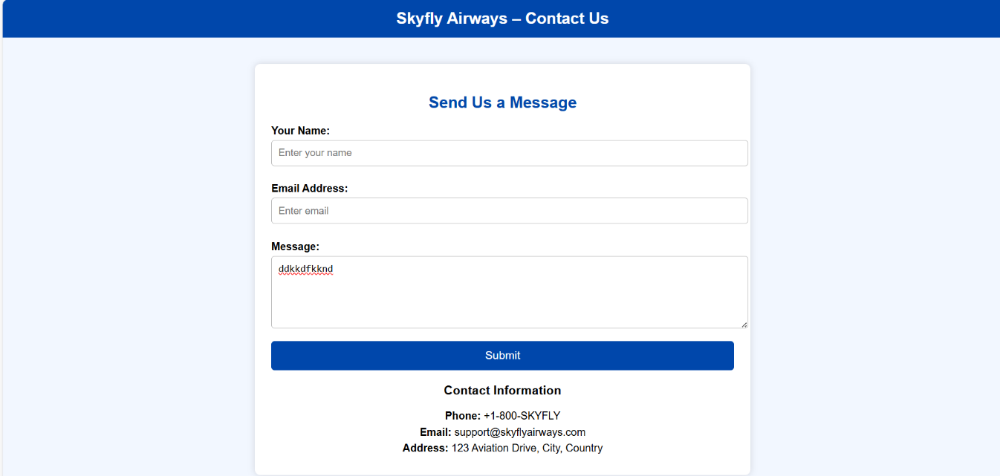 Skyfly Airways – Contact Us
Send Us a Message
Your Name:
Enter your name
Email Address:
Enter email
Message:
ddkkdfkknd
Submit
Contact Information
Phone: +1-800-SKYFLY
Email: support@skyflyairways.com
Address: 123 Aviation Drive, City, Country